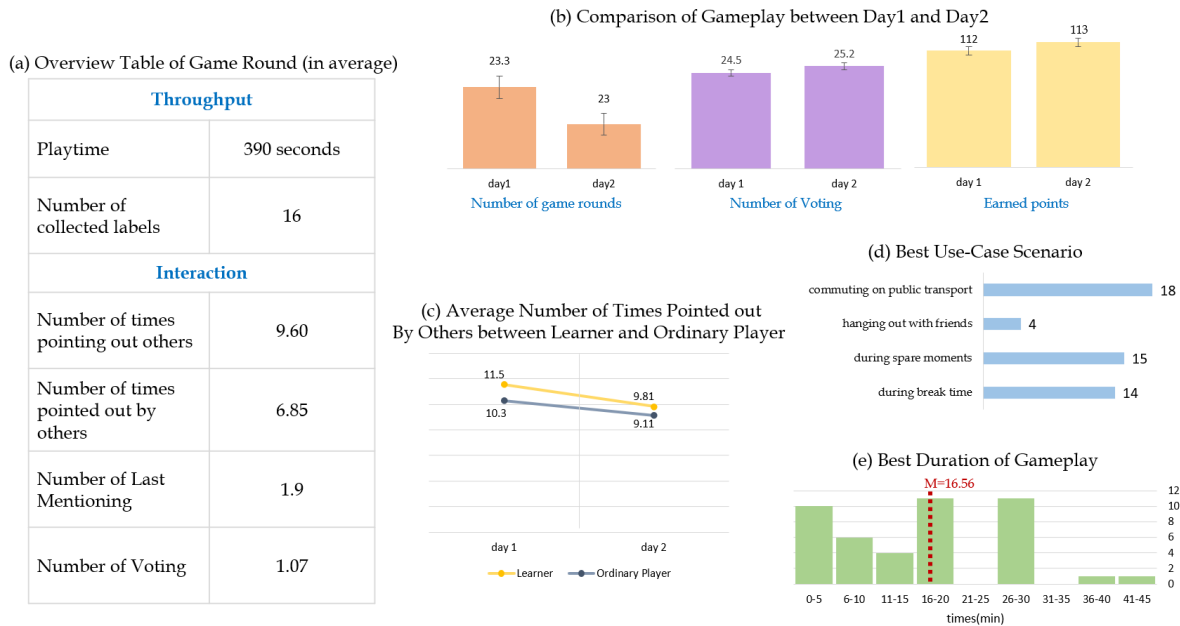 (a) Overview Table of Game Round (in average)
Throughput
Playtime
390 seconds
Number of
collected labels
16
Interaction
Number of times
pointing out others
9.60
Number of times
pointed out by
others
6.85
Number of Last
Mentioning
1.9
Number of Voting
1.07
(b) Comparison of Gameplay between Day1 and Day2
23.3
23
day1
day2
Number of game rounds
24.5
25.2
day 1
day 2
Number of Voting
112
113
day 1
day 2
Earned points
(c) Average Number of Times Pointed out
By Others between Learner and Ordinary Player
11.5
10.3
9.81
9.11
day 1
day 2
Learner
Ordinary Player
(d) Best Use-Case Scenario
commuting on public transport
18
hanging out with friends
4
during spare moments
15
during break time
14
(e) Best Duration of Gameplay
M=16.56
12
10
8
6
4
2
0
0-5
6-10
11-15
16-20
21-25
26-30
31-35
36-40
41-45
times(min)